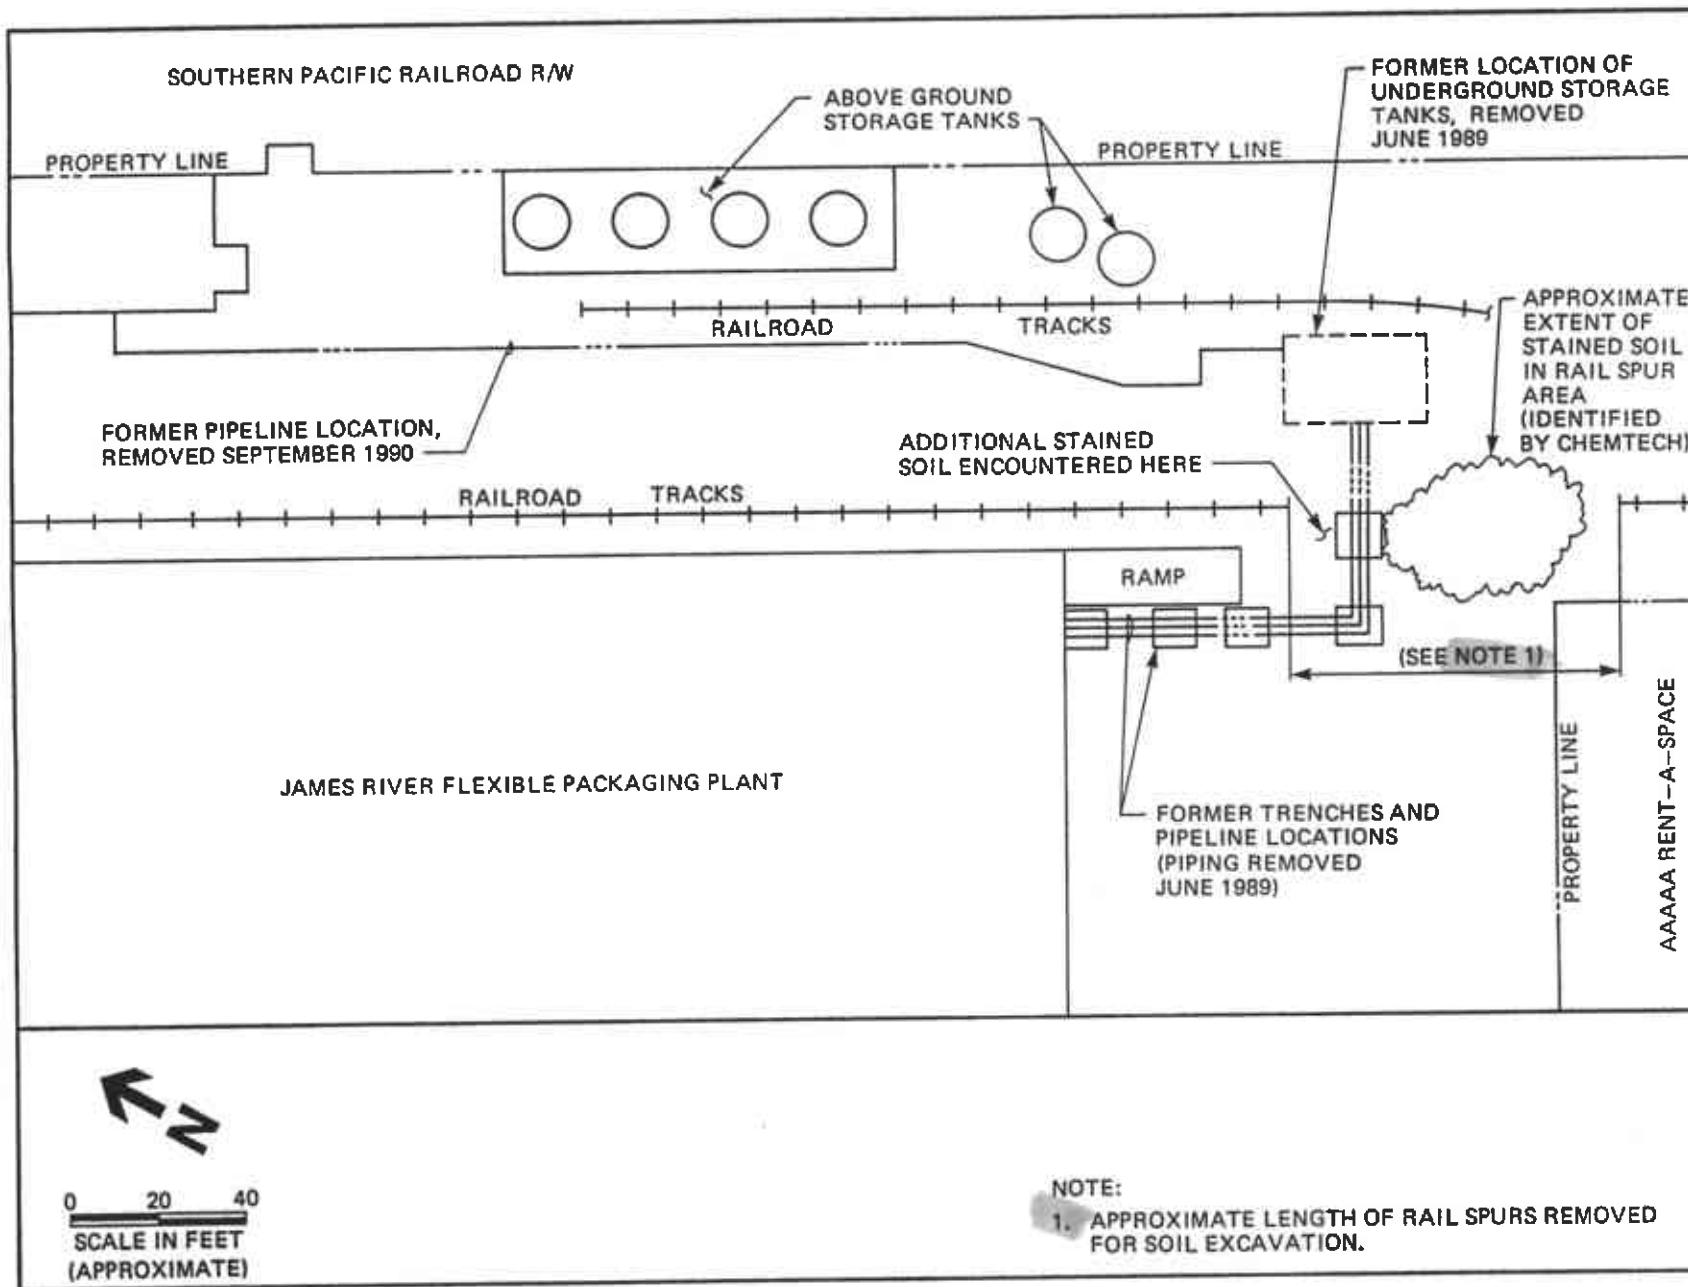 SOUTHERN PACIFIC RAILROAD R/W
ABOVE GROUND
STORAGE TANKS
FORMER LOCATION OF
UNDERGROUND STORAGE
TANKS, REMOVED
JUNE 1989
PROPERTY LINE
PROPERTY LINE
RAILROAD TRACKS
APPROXIMATE
EXTENT OF
STAINED SOIL
IN RAIL SPUR
AREA
(IDENTIFIED
BY CHEMTECH)
FORMER PIPELINE LOCATION,
REMOVED SEPTEMBER 1990
ADDITIONAL STAINED
SOIL ENCOUNTERED HERE
RAILROAD TRACKS
RAMP
(SEE NOTE 1)
JAMES RIVER FLEXIBLE PACKAGING PLANT
FORMER TRENCHES AND
PIPELINE LOCATIONS
(PIPING REMOVED
JUNE 1989)
PROPERTY LINE
AAAAA RENT-A-SPACE
N
0 20 40
SCALE IN FEET
(APPROXIMATE)
NOTE:
1. APPROXIMATE LENGTH OF RAIL SPURS REMOVED
FOR SOIL EXCAVATION.